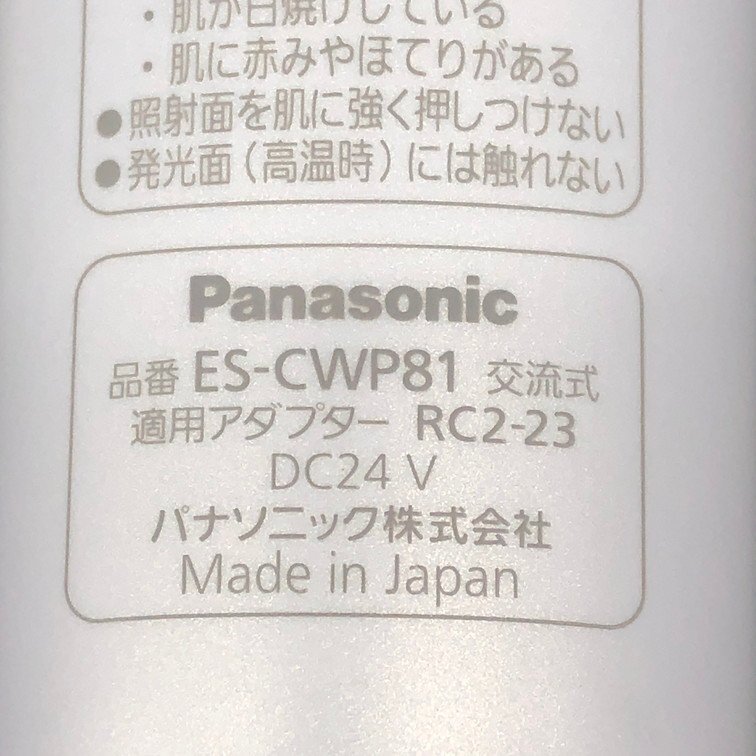 ・肌が日焼けしている
・肌に赤みやほてりがある
●照射面を肌に強く押しつけない
●発光面(高温時)には触れない
Panasonic
品番 ES-CWP81 交流式
適用アダプター RC2-23
DC24 V
パナソニック株式会社
Made in Japan